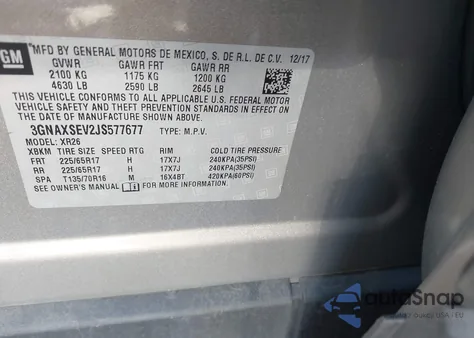 GM
MFD BY GENERAL MOTORS DE MEXICO, S. DE R.L. DE C.V. 12/17
GVWR GAWR FRT GAWR RR
2100 KG 1175 KG 1200 KG
4630 LB 2590 LB 2645 LB
THIS VEHICLE CONFORMS TO ALL APPLICABLE U.S. FEDERAL MOTOR
VEHICLE SAFETY AND THEFT PREVENTION STANDARDS IN EFFECT ON
THE DATE OF MANUFACTURE SHOWN ABOVE.
3GNAXSEV2JS577677 TYPE: M.P.V.
MODEL: XR26
XBKM TIRE SIZE SPEED RTG RIM COLD TIRE PRESSURE
FRT 225/65R17 H 17X7J 240KPA(35PSI)
RR 225/65R17 H 17X7J 240KPA(35PSI)
SPA T135/70R16 M 16X4BT 420KPA(60PSI)
SEE OWNER'S MANUAL FOR MORE INFORMATION.
autoSnap